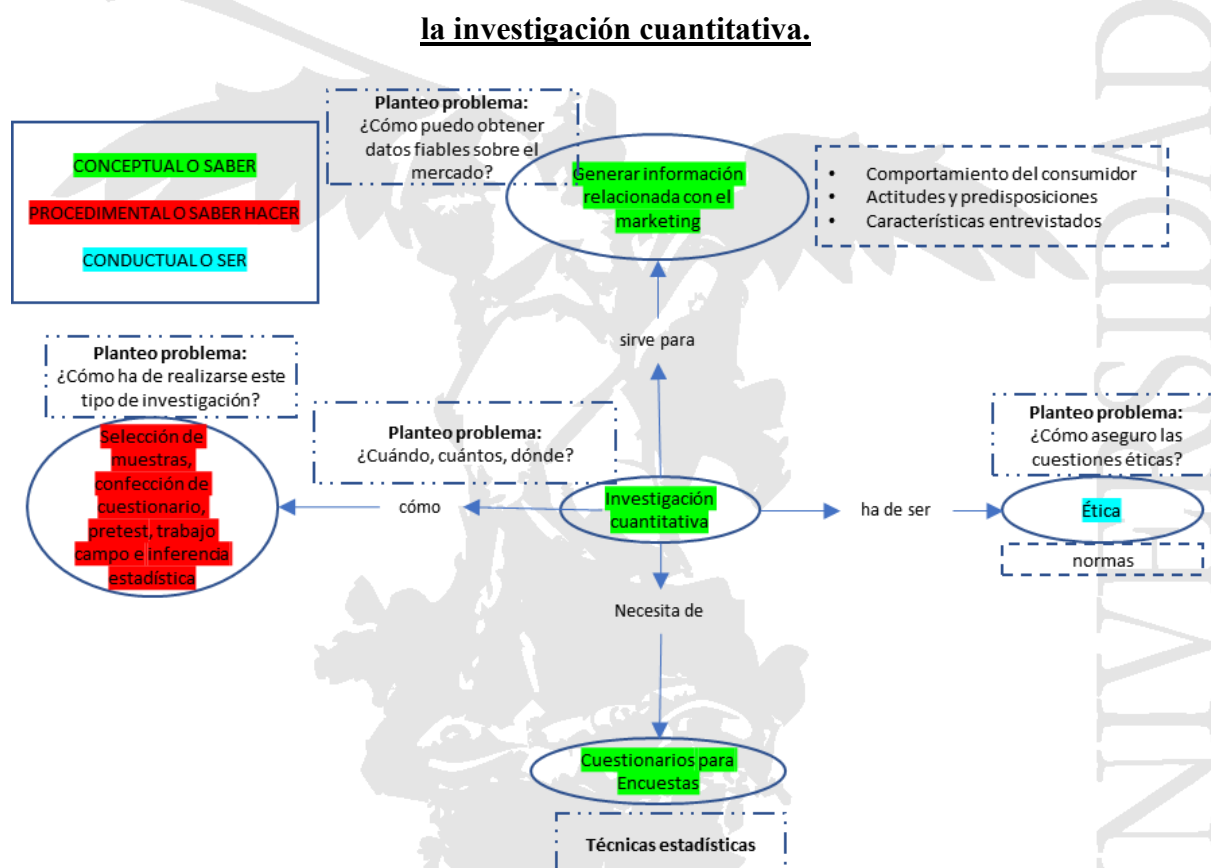 la investigación cuantitativa.
Planteo problema:
¿Cómo puedo obtener
datos fiables sobre el
mercado?
CONCEPTUAL O SABER
PROCEDIMENTAL O SABER HACER
CONDUCTUAL O SER
Generar información
relacionada con el
marketing
• Comportamiento del consumidor
• Actitudes y predisposiciones
• Características entrevistados
sirve para
Planteo problema:
¿Cómo ha de realizarse este
tipo de investigación?
Selección de
muestras,
confección de
cuestionario,
pretest, trabajo
campo e inferencia
estadística
Planteo problema:
¿Cuándo, cuántos, dónde?
cómo
Investigación
cuantitativa
ha de ser
Planteo problema:
¿Cómo aseguro las
cuestiones éticas?
Ética
normas
Necesita de
Cuestionarios para
Encuestas
Técnicas estadísticas
UNIVERSIDAD